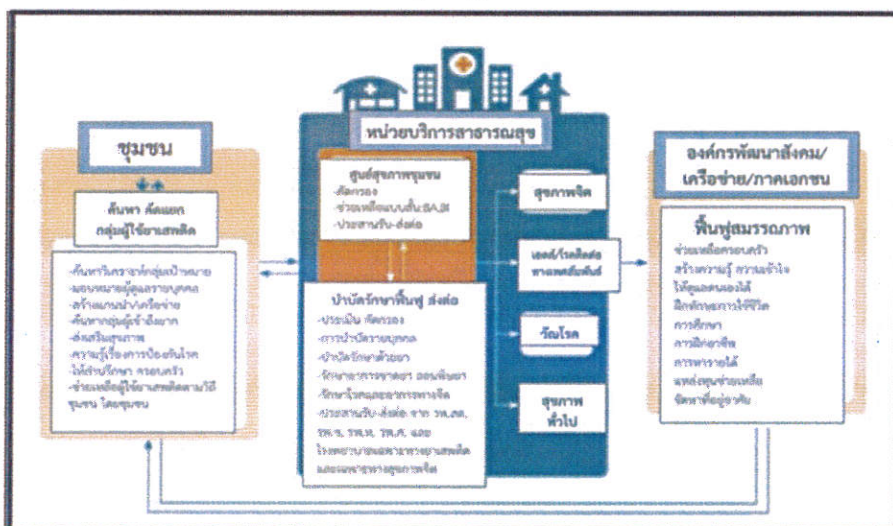 ชุมชน
ค้นหา คัดแยก
กลุ่มผู้ใช้ยาเสพติด
-ค้นหาวิเคราะห์กลุ่มเป้าหมาย
-มอบหมายผู้ดูแลรายบุคคล
-สร้างแกนนำ/เครือข่าย
-ค้นหากลุ่มผู้เข้าถึงยาก
-ส่งเสริมสุขภาพ
-ความรู้เรื่องการป้องกันโรค
-ให้คำปรึกษา ครอบครัว
-ช่วยเหลือผู้ใช้ยาเสพติดตามวิถี
ชุมชน โดยชุมชน
หน่วยบริการสาธารณสุข
ศูนย์สุขภาพชุมชน
-คัดกรอง
-ช่วยเหลือแบบสั้น:BA,BI
-ประสานรับ-ส่งต่อ
บำบัดรักษาฟื้นฟู ส่งต่อ
-ประเมิน คัดกรอง
-การบำบัดรายบุคคล
-บำบัดรักษาด้วยยา
-รักษาอาการขาดยา ถอนพิษยา
-รักษาโรคและอาการทางจิต
-ประสานรับ-ส่งต่อ จาก รพ.สต,
รพ.ช, รพ.ท, รพ.ศ, และ
โรงพยาบาลเฉพาะทางยาเสพติด
และเฉพาะทางสุขภาพจิต
สุขภาพจิต
เอดส์/โรคติดต่อ
ทางเพศสัมพันธ์
วัณโรค
สุขภาพ
ทั่วไป
องค์กรพัฒนาสังคม/
เครือข่าย/ภาคเอกชน
ฟื้นฟูสมรรถภาพ
ช่วยเหลือครอบครัว
สร้างความรู้ ความเข้าใจ
ให้ดูแลตนเองได้
ฝึกทักษะการใช้ชีวิต
การศึกษา
การฝึกอาชีพ
การหารายได้
แหล่งทุนช่วยเหลือ
จัดหาที่อยู่อาศัย